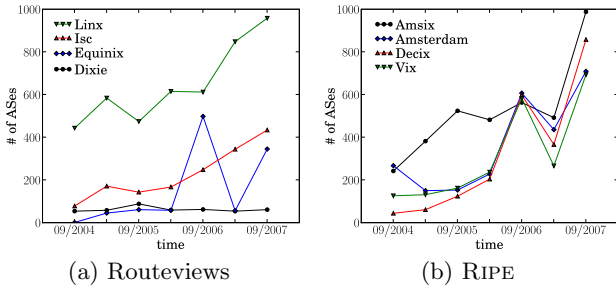 1000
800
600
400
200
0
# of ASes
Linx
Isc
Equinix
Dixie
09/2004
09/2005
09/2006
09/2007
time
(a) Routeviews
1000
800
600
400
200
0
# of ASes
Amsix
Amsterdam
Decix
Vix
09/2004
09/2005
09/2006
09/2007
time
(b) RIPE